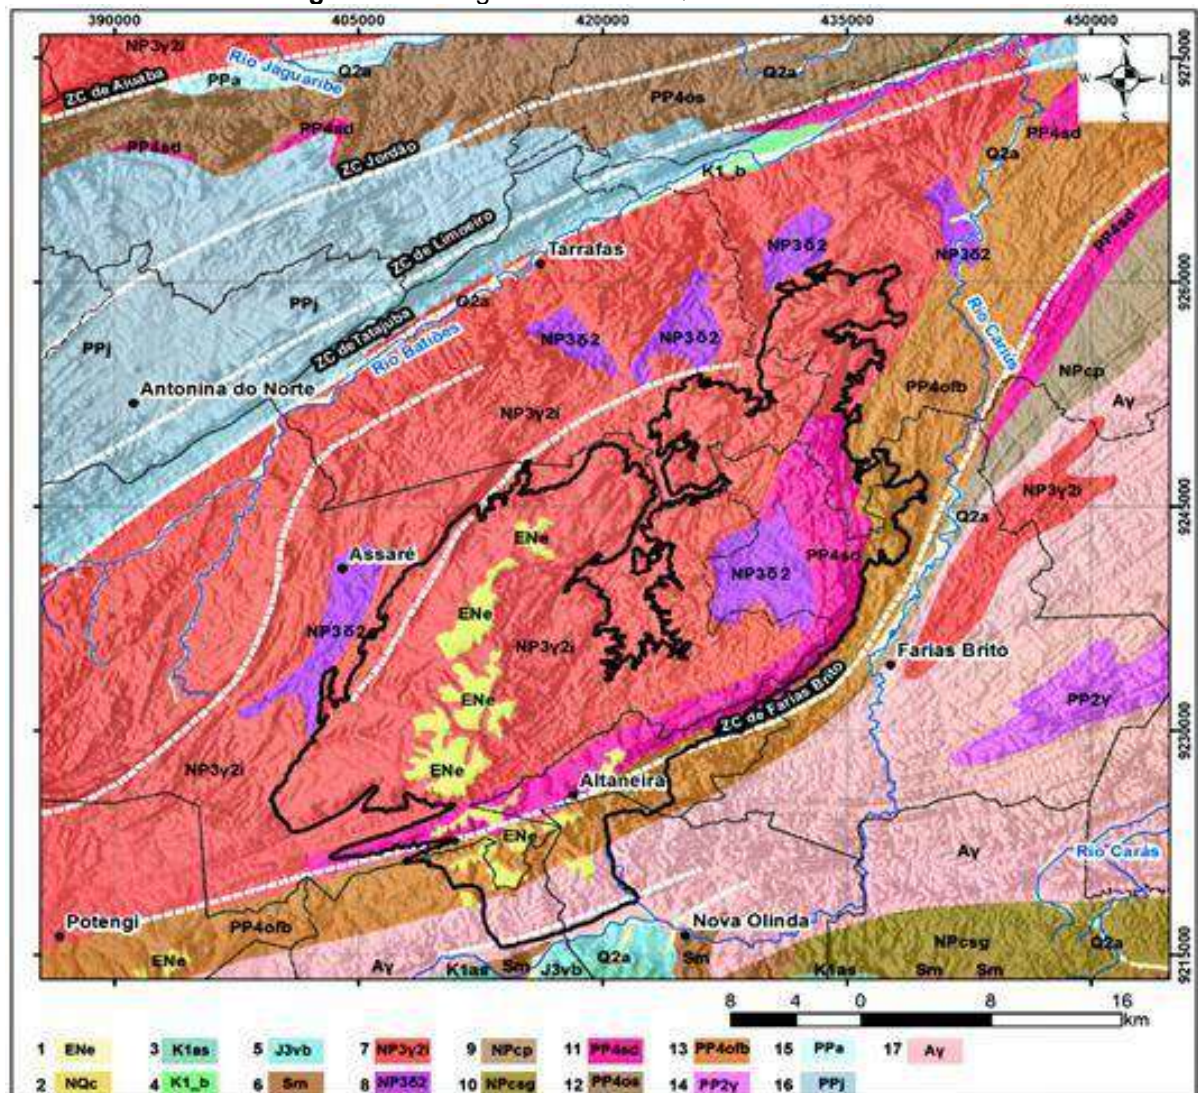 390000 405000 420000 435000 450000
NP3γ2i
Rio Jaguaribe
Q2a
Q2a
N
W E
S
9275000
ZC de Aiuaba
PPa
PP4os
PP4sd
PP4sd
PP4sd
ZC Jordão
Q2a
K1_b
ZC de Limoeiro
NP3δ2
NP3δ2
PP4sd
Tarrafas
9260000
PPj
Q2a
Rio Cariús
ZC de Tatajuba
Rio Batiões
NP3δ2
NP3δ2
PPj
Antonina do Norte
PP4ofb
NPcp
Aγ
NP3γ2i
NP3γ2i
9245000
Q2a
ENe
Assaré
PP4sd
NP3δ2
ENe
NP3δ2
NP3γ2i
Farias Brito
ENe
ZC de Farias Brito
PP2γ
9230000
NP3γ2i
ENe
Altaneira
ENe
Aγ
Rio Carás
Potengi
PP4ofb
Nova Olinda
NPcsg
Q2a
ENe
Aγ
K1as
Sm
J3vb
Q2a
Sm
K1as
Sm
Sm
9215000
8 4 0 8 16
km
1 ENe 3 K1as 5 J3vb 7 NP3γ2i 9 NPcp 11 PP4sd 13 PP4ofb 15 PPa 17 Aγ
2 NQc 4 K1_b 6 Sm 8 NP3δ2 10 NPcsg 12 PP4os 14 PP2γ 16 PPj